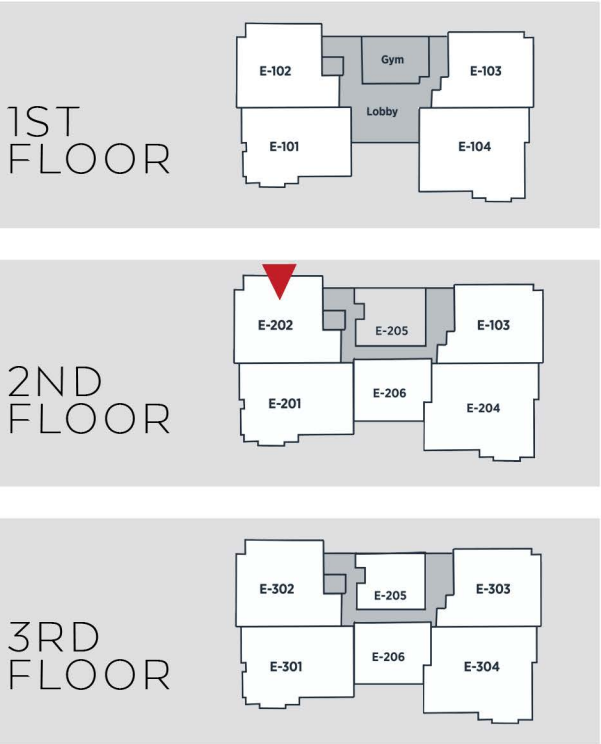 1ST
FLOOR
E-102
Gym
E-103
Lobby
E-101
E-104
2ND
FLOOR
E-202
E-205
E-103
E-206
E-201
E-204
3RD
FLOOR
E-302
E-205
E-303
E-206
E-301
E-304